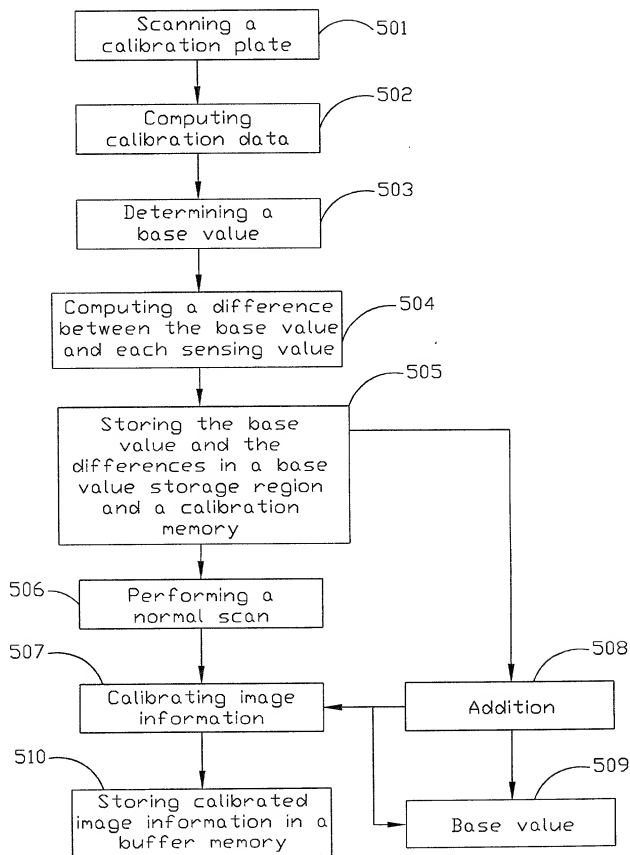 Scanning a
calibration plate
501
Computing
calibration data
502
Determining a
base value
503
Computing a difference
between the base value
and each sensing value
504
Storing the base
value and the
differences in a base
value storage region
and a calibration
memory
505
506
Performing a
normal scan
507
Calibrating image
information
508
Addition
509
Base value
510
Storing calibrated
image information in a
buffer memory